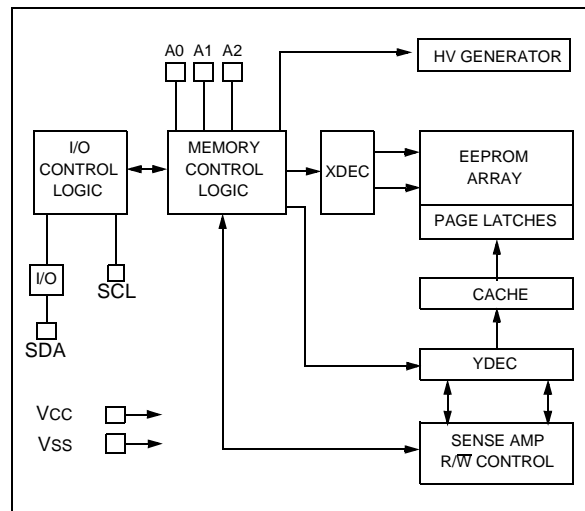 A0 A1 A2
HV GENERATOR
I/O
CONTROL
LOGIC
MEMORY
CONTROL
LOGIC
XDEC
EEPROM
ARRAY
PAGE LATCHES
I/O
SCL
SDA
CACHE
YDEC
VCC
VSS
SENSE AMP
R/W̅ CONTROL